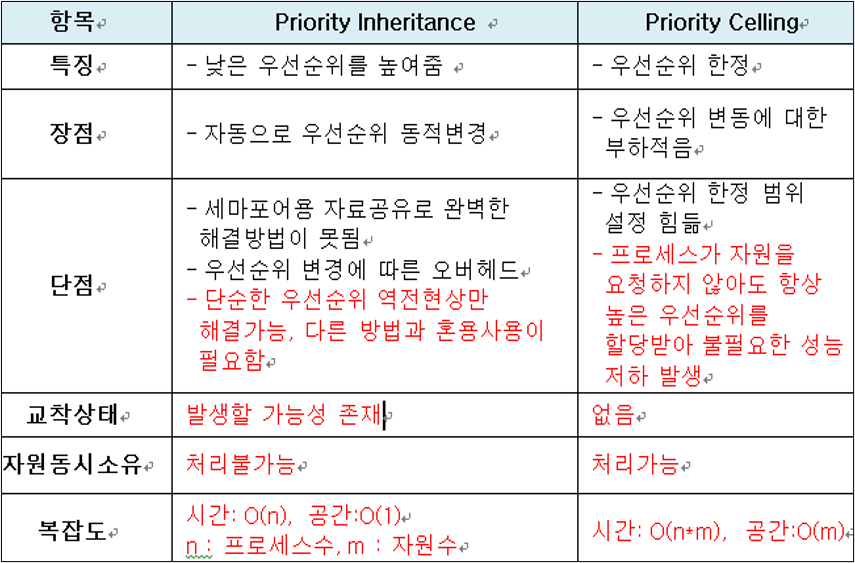 항목 Priority Inheritance Priority Celling
특징 - 낮은 우선순위를 높여줌 - 우선순위 한정
장점 - 자동으로 우선순위 동적변경 - 우선순위 변동에 대한
부하적음
단점 - 세마포어용 자료공유로 완벽한
해결방법이 못됨
- 우선순위 변경에 따른 오버헤드
- 단순한 우선순위 역전현상만
해결가능, 다른 방법과 혼용사용이
필요함
- 우선순위 한정 범위
설정 힘듦
- 프로세스가 자원을
요청하지 않아도 항상
높은 우선순위를
할당받아 불필요한 성능
저하 발생
교착상태 발생할 가능성 존재 없음
자원동시소유 처리불가능 처리가능
복잡도 시간: O(n), 공간:O(1)
n : 프로세스수, m : 자원수
시간: O(n*m), 공간:O(m)